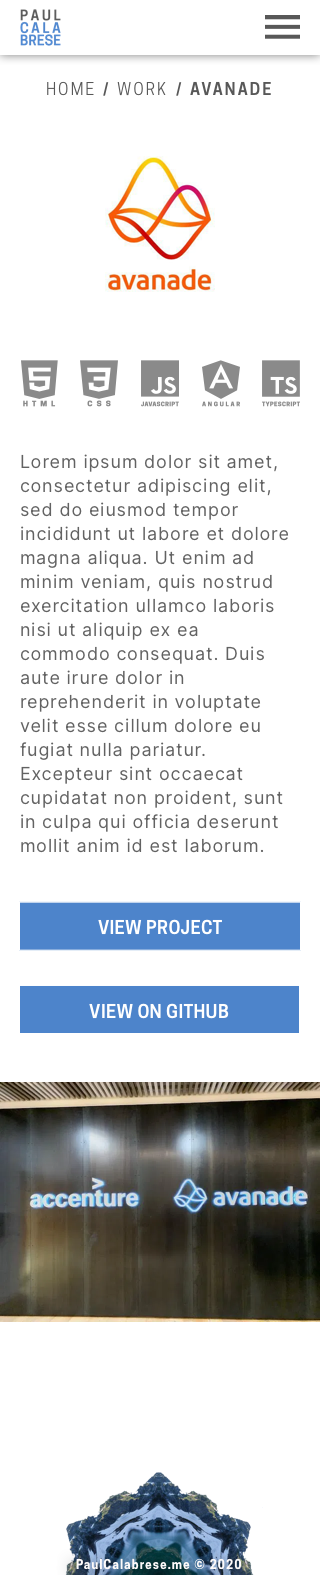 PAUL
CALA
BRESE
HOME / WORK / AVANADE
avanade
HTML
CSS
JS
JAVASCRIPT
ANGULAR
TS
TYPESCRIPT
Lorem ipsum dolor sit amet,
consectetur adipiscing elit,
sed do eiusmod tempor
incididunt ut labore et dolore
magna aliqua. Ut enim ad
minim veniam, quis nostrud
exercitation ullamco laboris
nisi ut aliquip ex ea
commodo consequat. Duis
aute irure dolor in
reprehenderit in voluptate
velit esse cillum dolore eu
fugiat nulla pariatur.
Excepteur sint occaecat
cupidatat non proident, sunt
in culpa qui officia deserunt
mollit anim id est laborum.
VIEW PROJECT
VIEW ON GITHUB
accenture avanade
PaulCalabrese.me © 2020